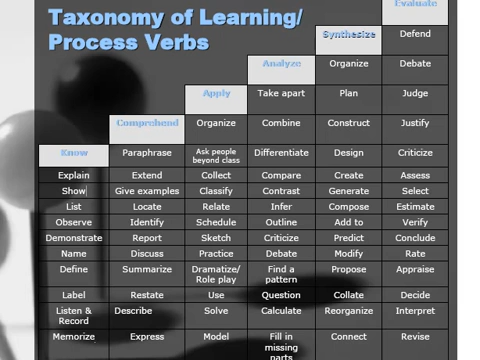 Taxonomy of Learning/
Process Verbs
Evaluate
Synthesize Defend
Analyze Organize Debate
Apply Take apart Plan Judge
Comprehend Organize Combine Construct Justify
Know Paraphrase Ask people
beyond class Differentiate Design Criticize
Explain Extend Collect Compare Create Assess
Show Give examples Classify Contrast Generate Select
List Locate Relate Infer Compose Estimate
Observe Identify Schedule Outline Add to Verify
Demonstrate Report Sketch Criticize Predict Conclude
Name Discuss Practice Debate Modify Rate
Define Summarize Dramatize/
Role play Find a
pattern Propose Appraise
Label Restate Use Question Collate Decide
Listen &
Record Describe Solve Calculate Reorganize Interpret
Memorize Express Model Fill in
missing
parts Connect Revise